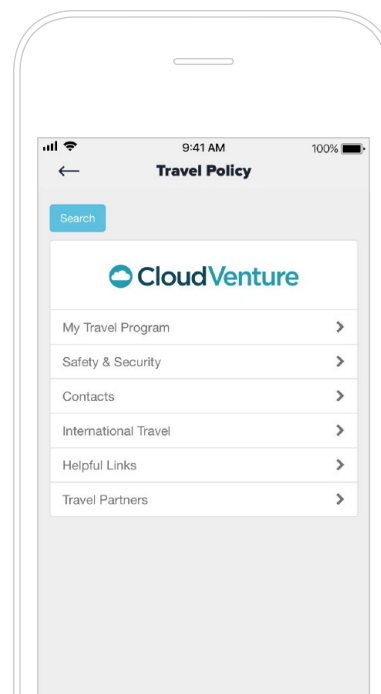 9:41 AM 100%
Travel Policy
Search
CloudVenture
My Travel Program
Safety & Security
Contacts
International Travel
Helpful Links
Travel Partners